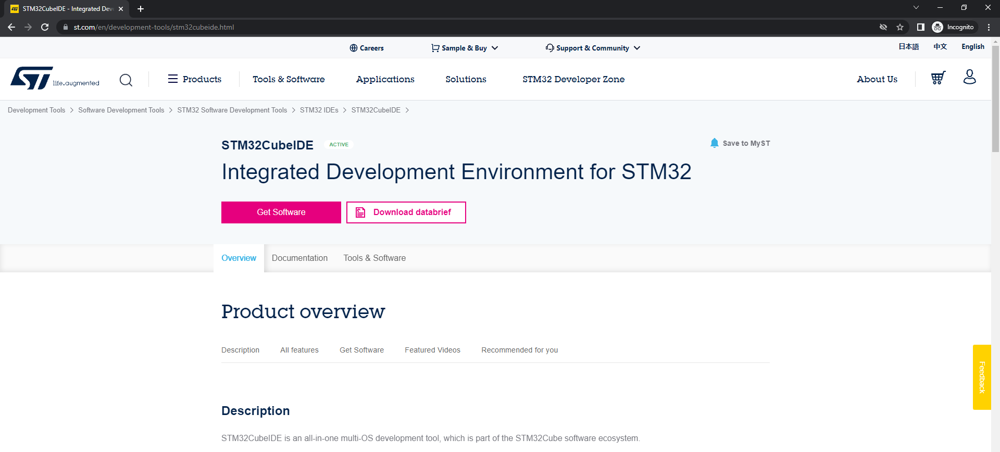 STM32CubeIDE - Integrated Dev
st.com/en/development-tools/stm32cubeide.html
Incognito
Careers
Sample & Buy
Support & Community
日本語
中文
English
ST life.augmented
Products
Tools & Software
Applications
Solutions
STM32 Developer Zone
About Us
Development Tools > Software Development Tools > STM32 Software Development Tools > STM32 IDEs > STM32CubeIDE >
STM32CubeIDE
ACTIVE
Save to MyST
Integrated Development Environment for STM32
Get Software
Download databrief
Overview
Documentation
Tools & Software
Product overview
Description
All features
Get Software
Featured Videos
Recommended for you
Feedback
Description
STM32CubeIDE is an all-in-one multi-OS development tool, which is part of the STM32Cube software ecosystem.